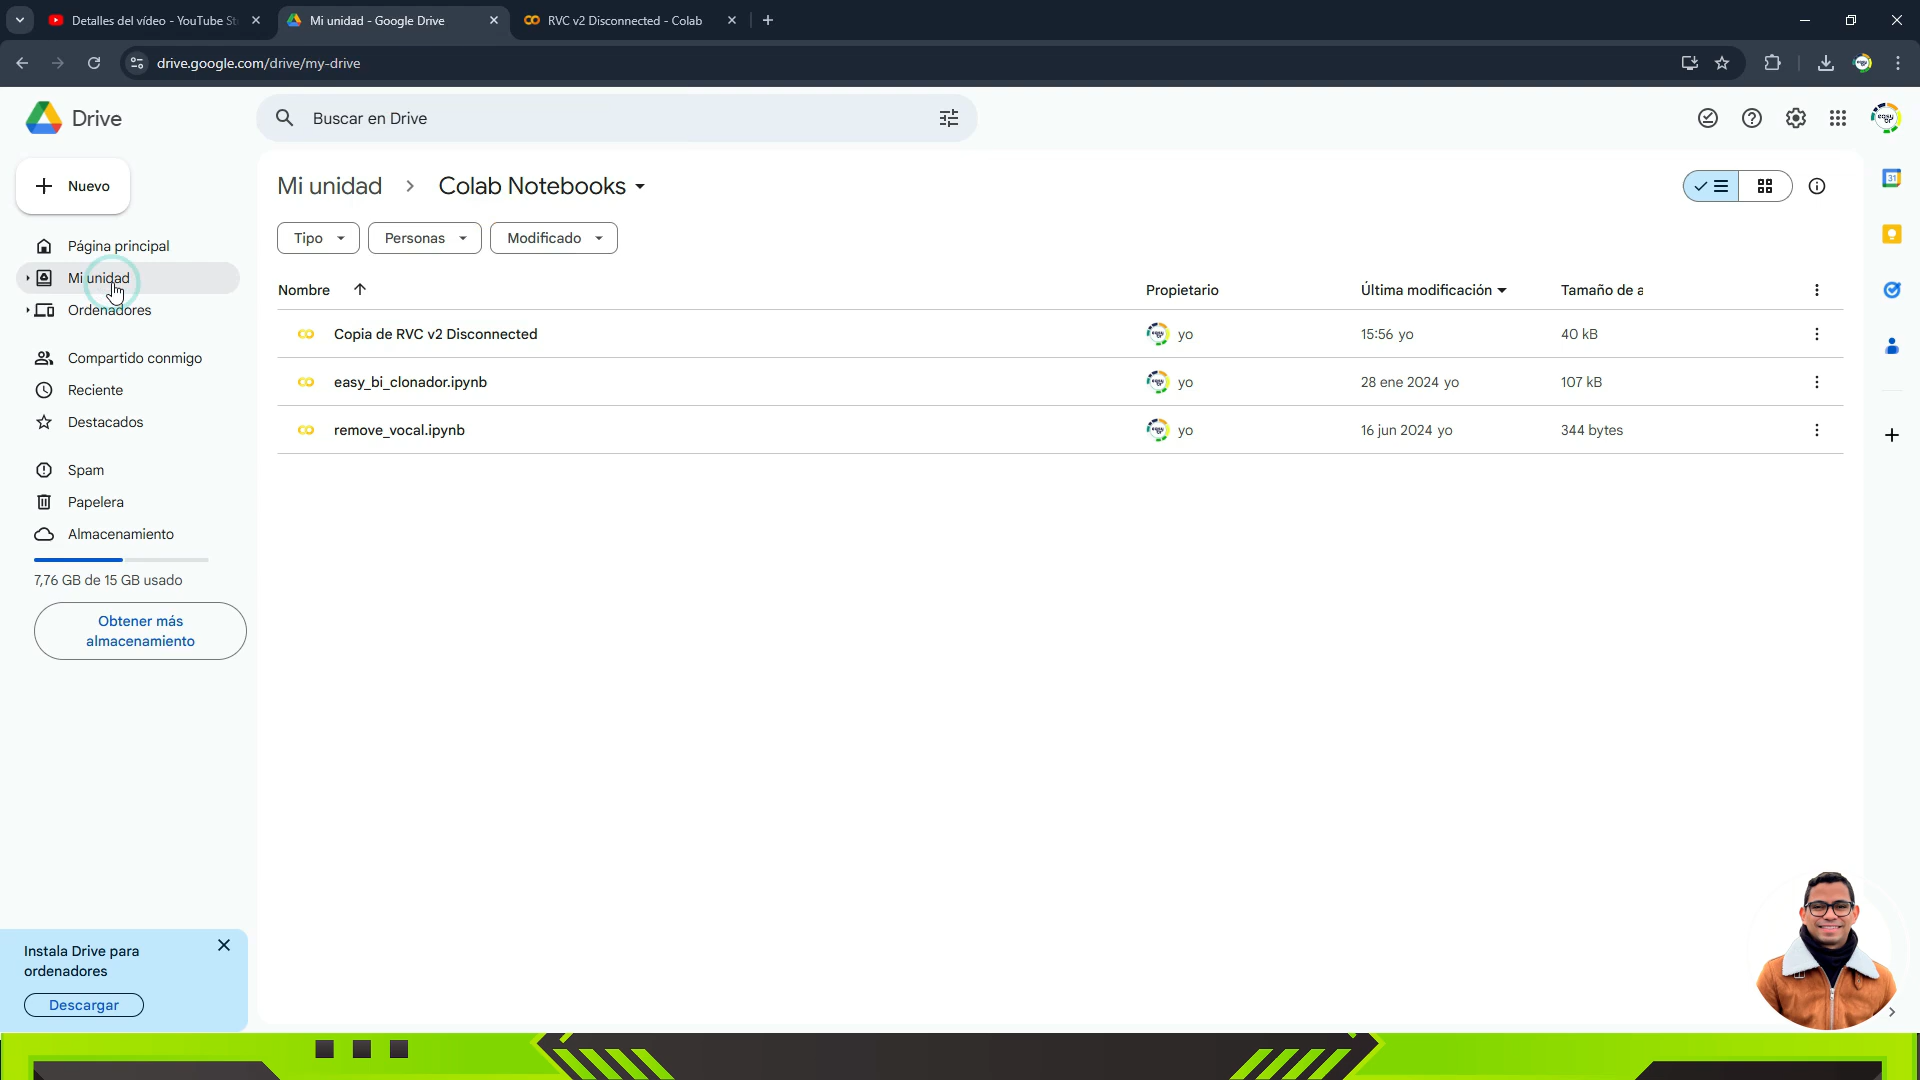 Detalles del vídeo - YouTube St
Mi unidad - Google Drive
RVC v2 Disconnected - Colab
drive.google.com/drive/my-drive
Drive
Buscar en Drive
Nuevo
Mi unidad
Colab Notebooks
Tipo
Personas
Modificado
Página principal
Mi unidad
Ordenadores
Compartido conmigo
Reciente
Destacados
Spam
Papelera
Almacenamiento
7,76 GB de 15 GB usado
Obtener más
almacenamiento
Nombre Propietario Última modificación Tamaño de a
Copia de RVC v2 Disconnected yo 15:56 yo 40 kB
easy_bi_clonador.ipynb yo 28 ene 2024 yo 107 kB
remove_vocal.ipynb yo 16 jun 2024 yo 344 bytes
31
Instala Drive para
ordenadores
Descargar